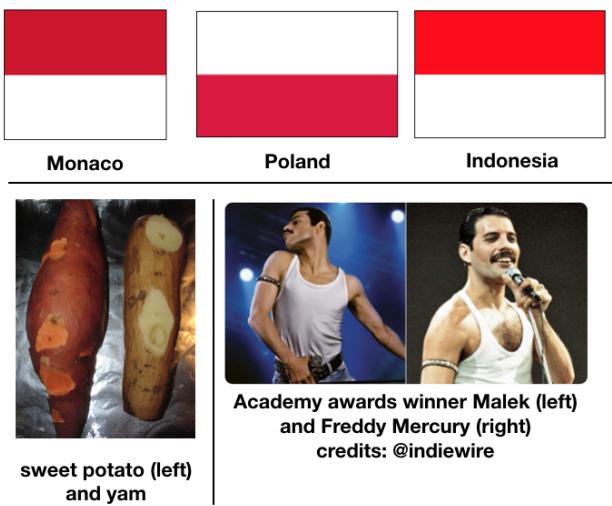 Monaco
Poland
Indonesia
sweet potato (left)
and yam
Academy awards winner Malek (left)
and Freddy Mercury (right)
credits: @indiewire